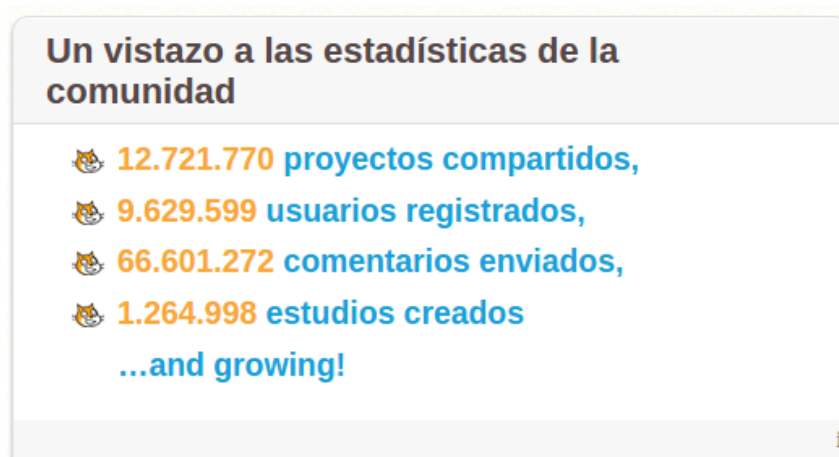 Un vistazo a las estadísticas de la
comunidad
12.721.770 proyectos compartidos,
9.629.599 usuarios registrados,
66.601.272 comentarios enviados,
1.264.998 estudios creados
...and growing!